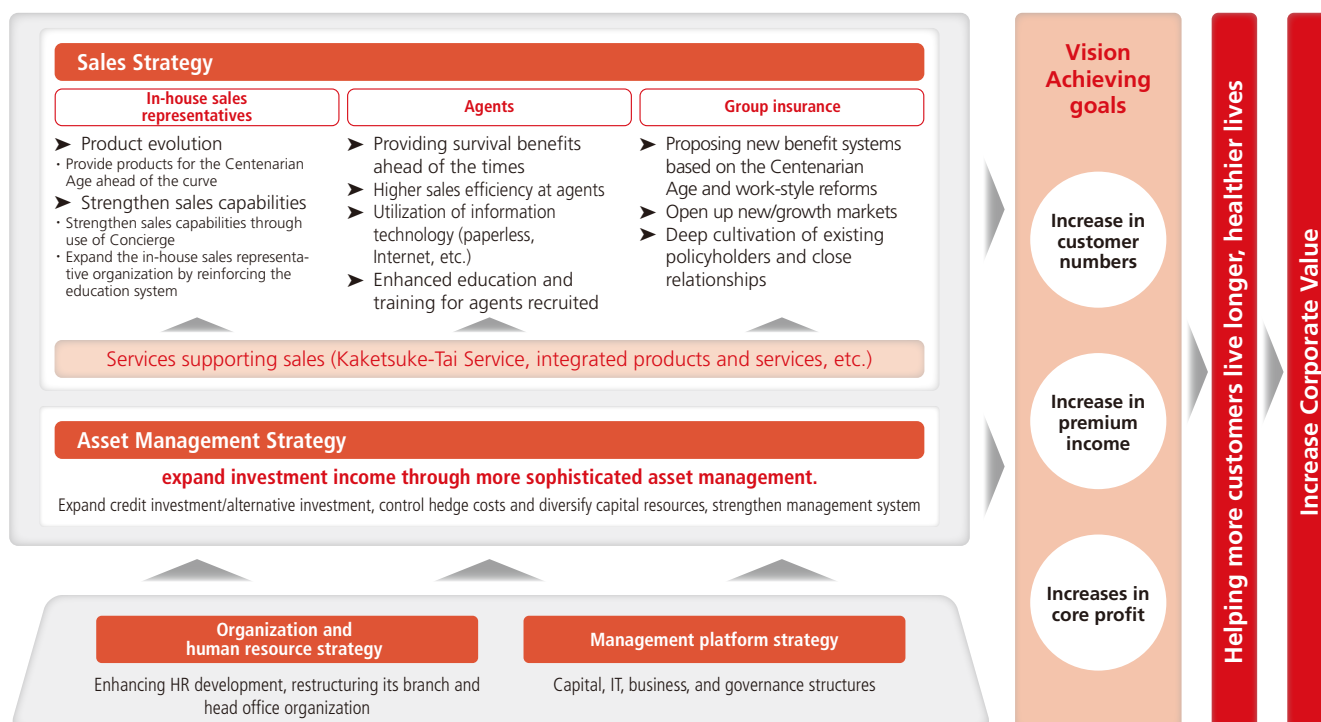 Sales Strategy
In-house sales
representatives
➤ Product evolution
・Provide products for the Centenarian
Age ahead of the curve
➤ Strengthen sales capabilities
・Strengthen sales capabilities through
use of Concierge
・Expand the in-house sales representa-
tive organization by reinforcing the
education system
Agents
➤ Providing survival benefits
ahead of the times
➤ Higher sales efficiency at agents
➤ Utilization of information
technology (paperless,
Internet, etc.)
➤ Enhanced education and
training for agents recruited
Group insurance
➤ Proposing new benefit systems
based on the Centenarian
Age and work-style reforms
➤ Open up new/growth markets
➤ Deep cultivation of existing
policyholders and close
relationships
Services supporting sales (Kaketsuke-Tai Service, integrated products and services, etc.)
Asset Management Strategy
expand investment income through more sophisticated asset management.
Expand credit investment/alternative investment, control hedge costs and diversify capital resources, strengthen management system
Organization and
human resource strategy
Enhancing HR development, restructuring its branch and
head office organization
Management platform strategy
Capital, IT, business, and governance structures
Vision
Achieving
goals
Increase in
customer
numbers
Increase in
premium
income
Increases in
core profit
Helping more customers live longer, healthier lives
Increase Corporate Value